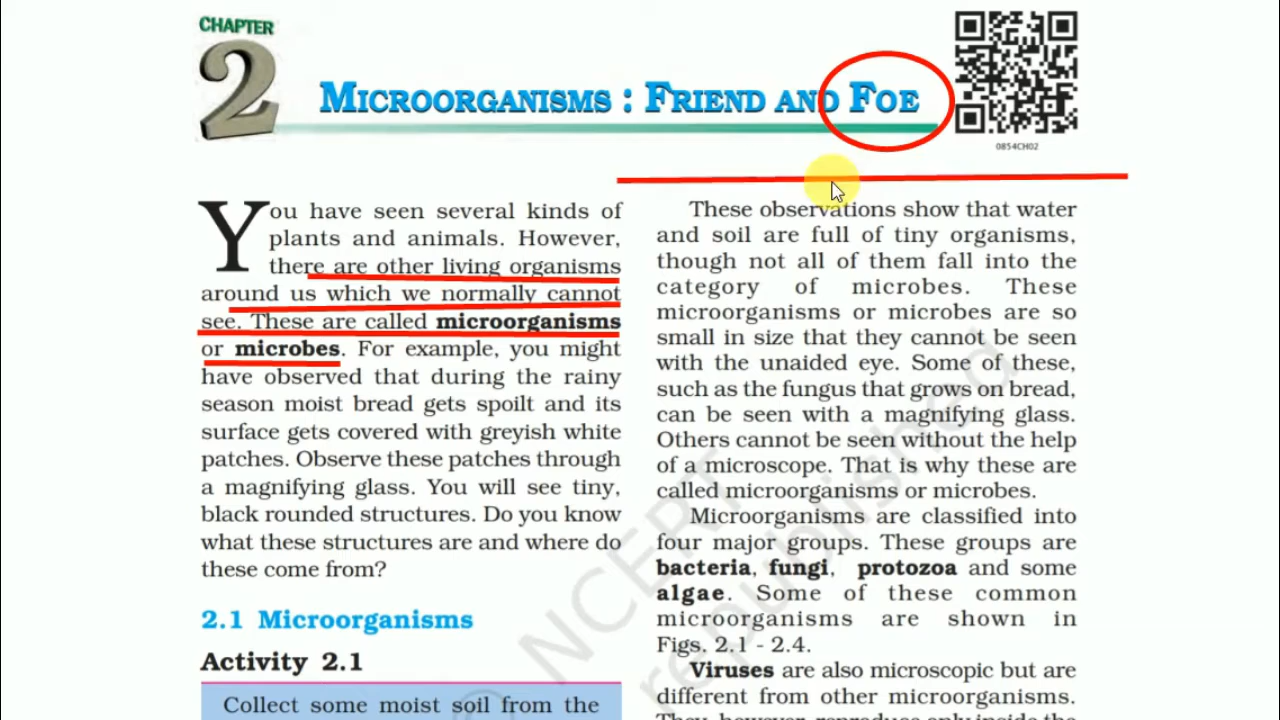 CHAPTER
2
MICROORGANISMS : FRIEND AND FOE
0854CH02
You have seen several kinds of
plants and animals. However,
there are other living organisms
around us which we normally cannot
see. These are called microorganisms
or microbes. For example, you might
have observed that during the rainy
season moist bread gets spoilt and its
surface gets covered with greyish white
patches. Observe these patches through
a magnifying glass. You will see tiny,
black rounded structures. Do you know
what these structures are and where do
these come from?
2.1 Microorganisms
Activity 2.1
Collect some moist soil from the
These observations show that water
and soil are full of tiny organisms,
though not all of them fall into the
category of microbes. These
microorganisms or microbes are so
small in size that they cannot be seen
with the unaided eye. Some of these,
such as the fungus that grows on bread,
can be seen with a magnifying glass.
Others cannot be seen without the help
of a microscope. That is why these are
called microorganisms or microbes.
Microorganisms are classified into
four major groups. These groups are
bacteria, fungi, protozoa and some
algae. Some of these common
microorganisms are shown in
Figs. 2.1 - 2.4.
Viruses are also microscopic but are
different from other microorganisms.
They, however, reproduce only inside the
© NCERT
republished